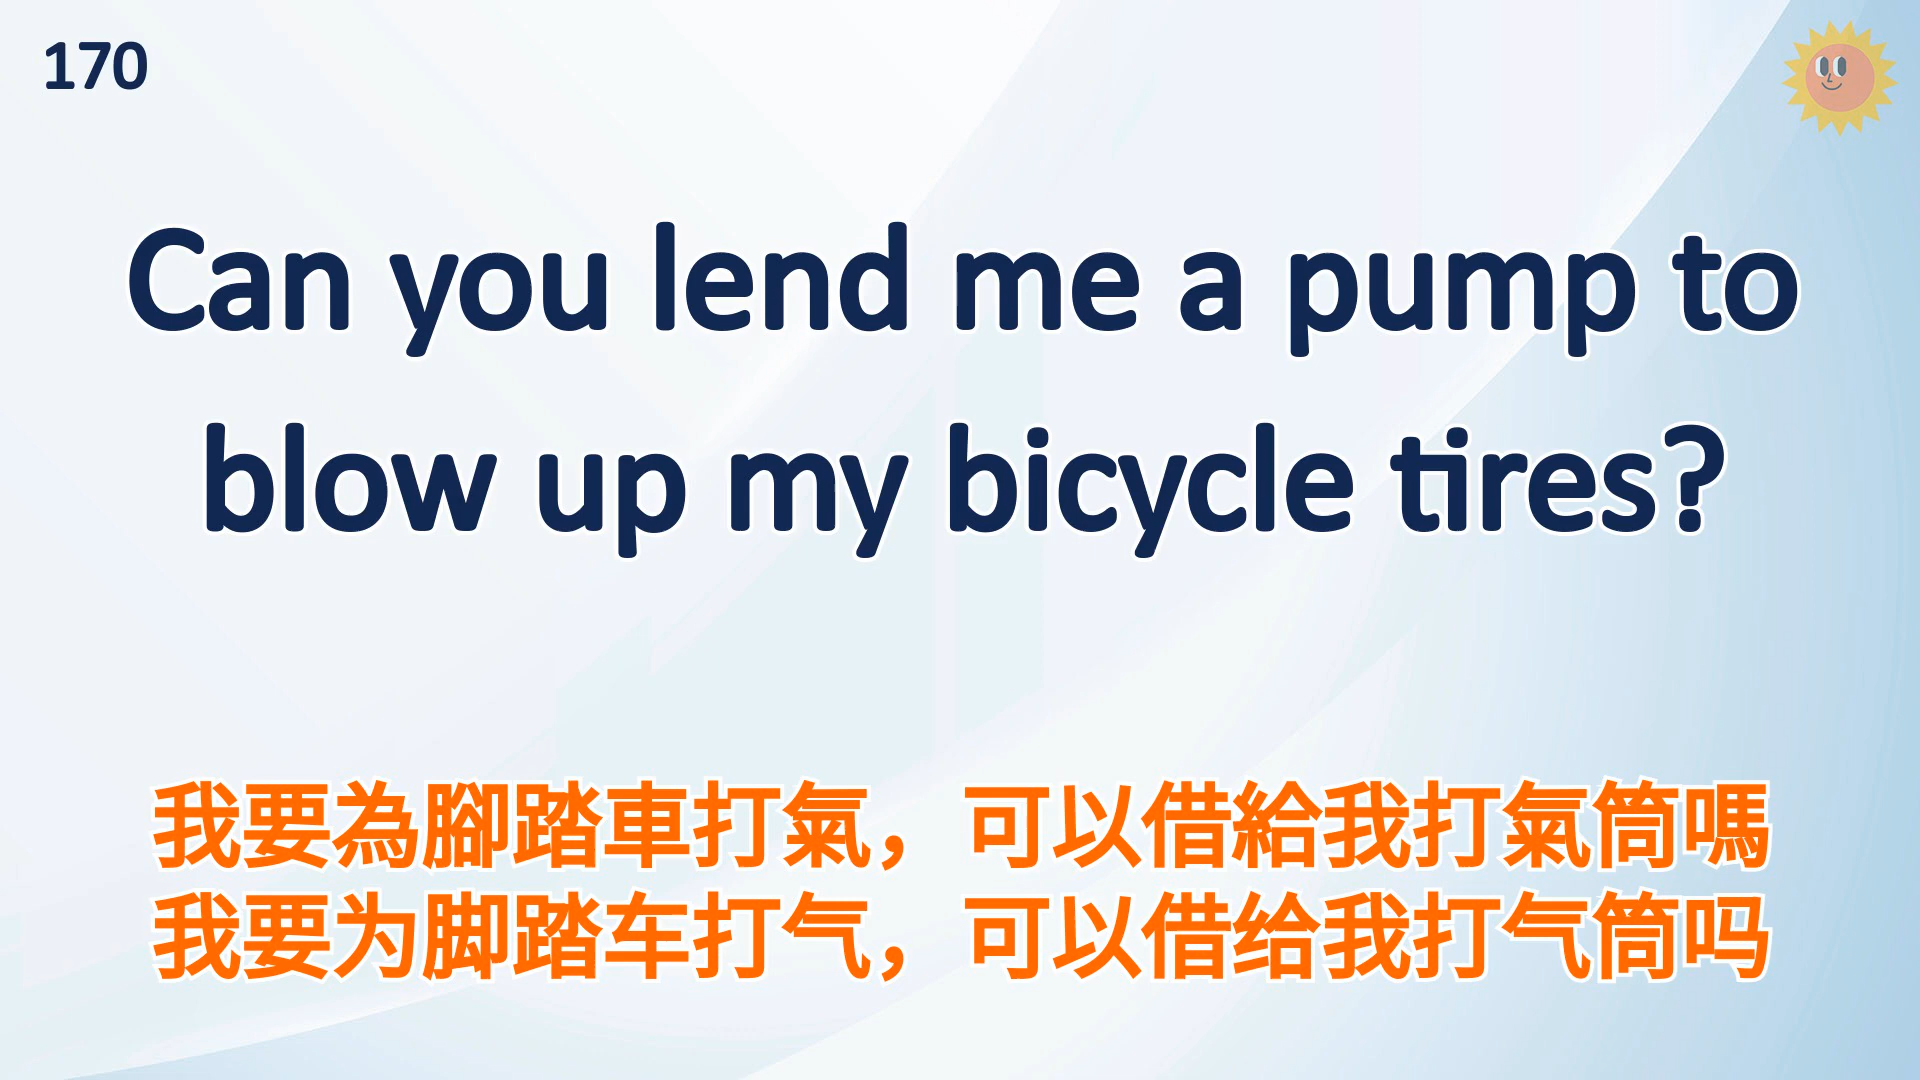 170
Can you lend me a pump to
blow up my bicycle tires?
我要為腳踏車打氣，可以借給我打氣筒嗎
我要为脚踏车打气，可以借给我打气筒吗